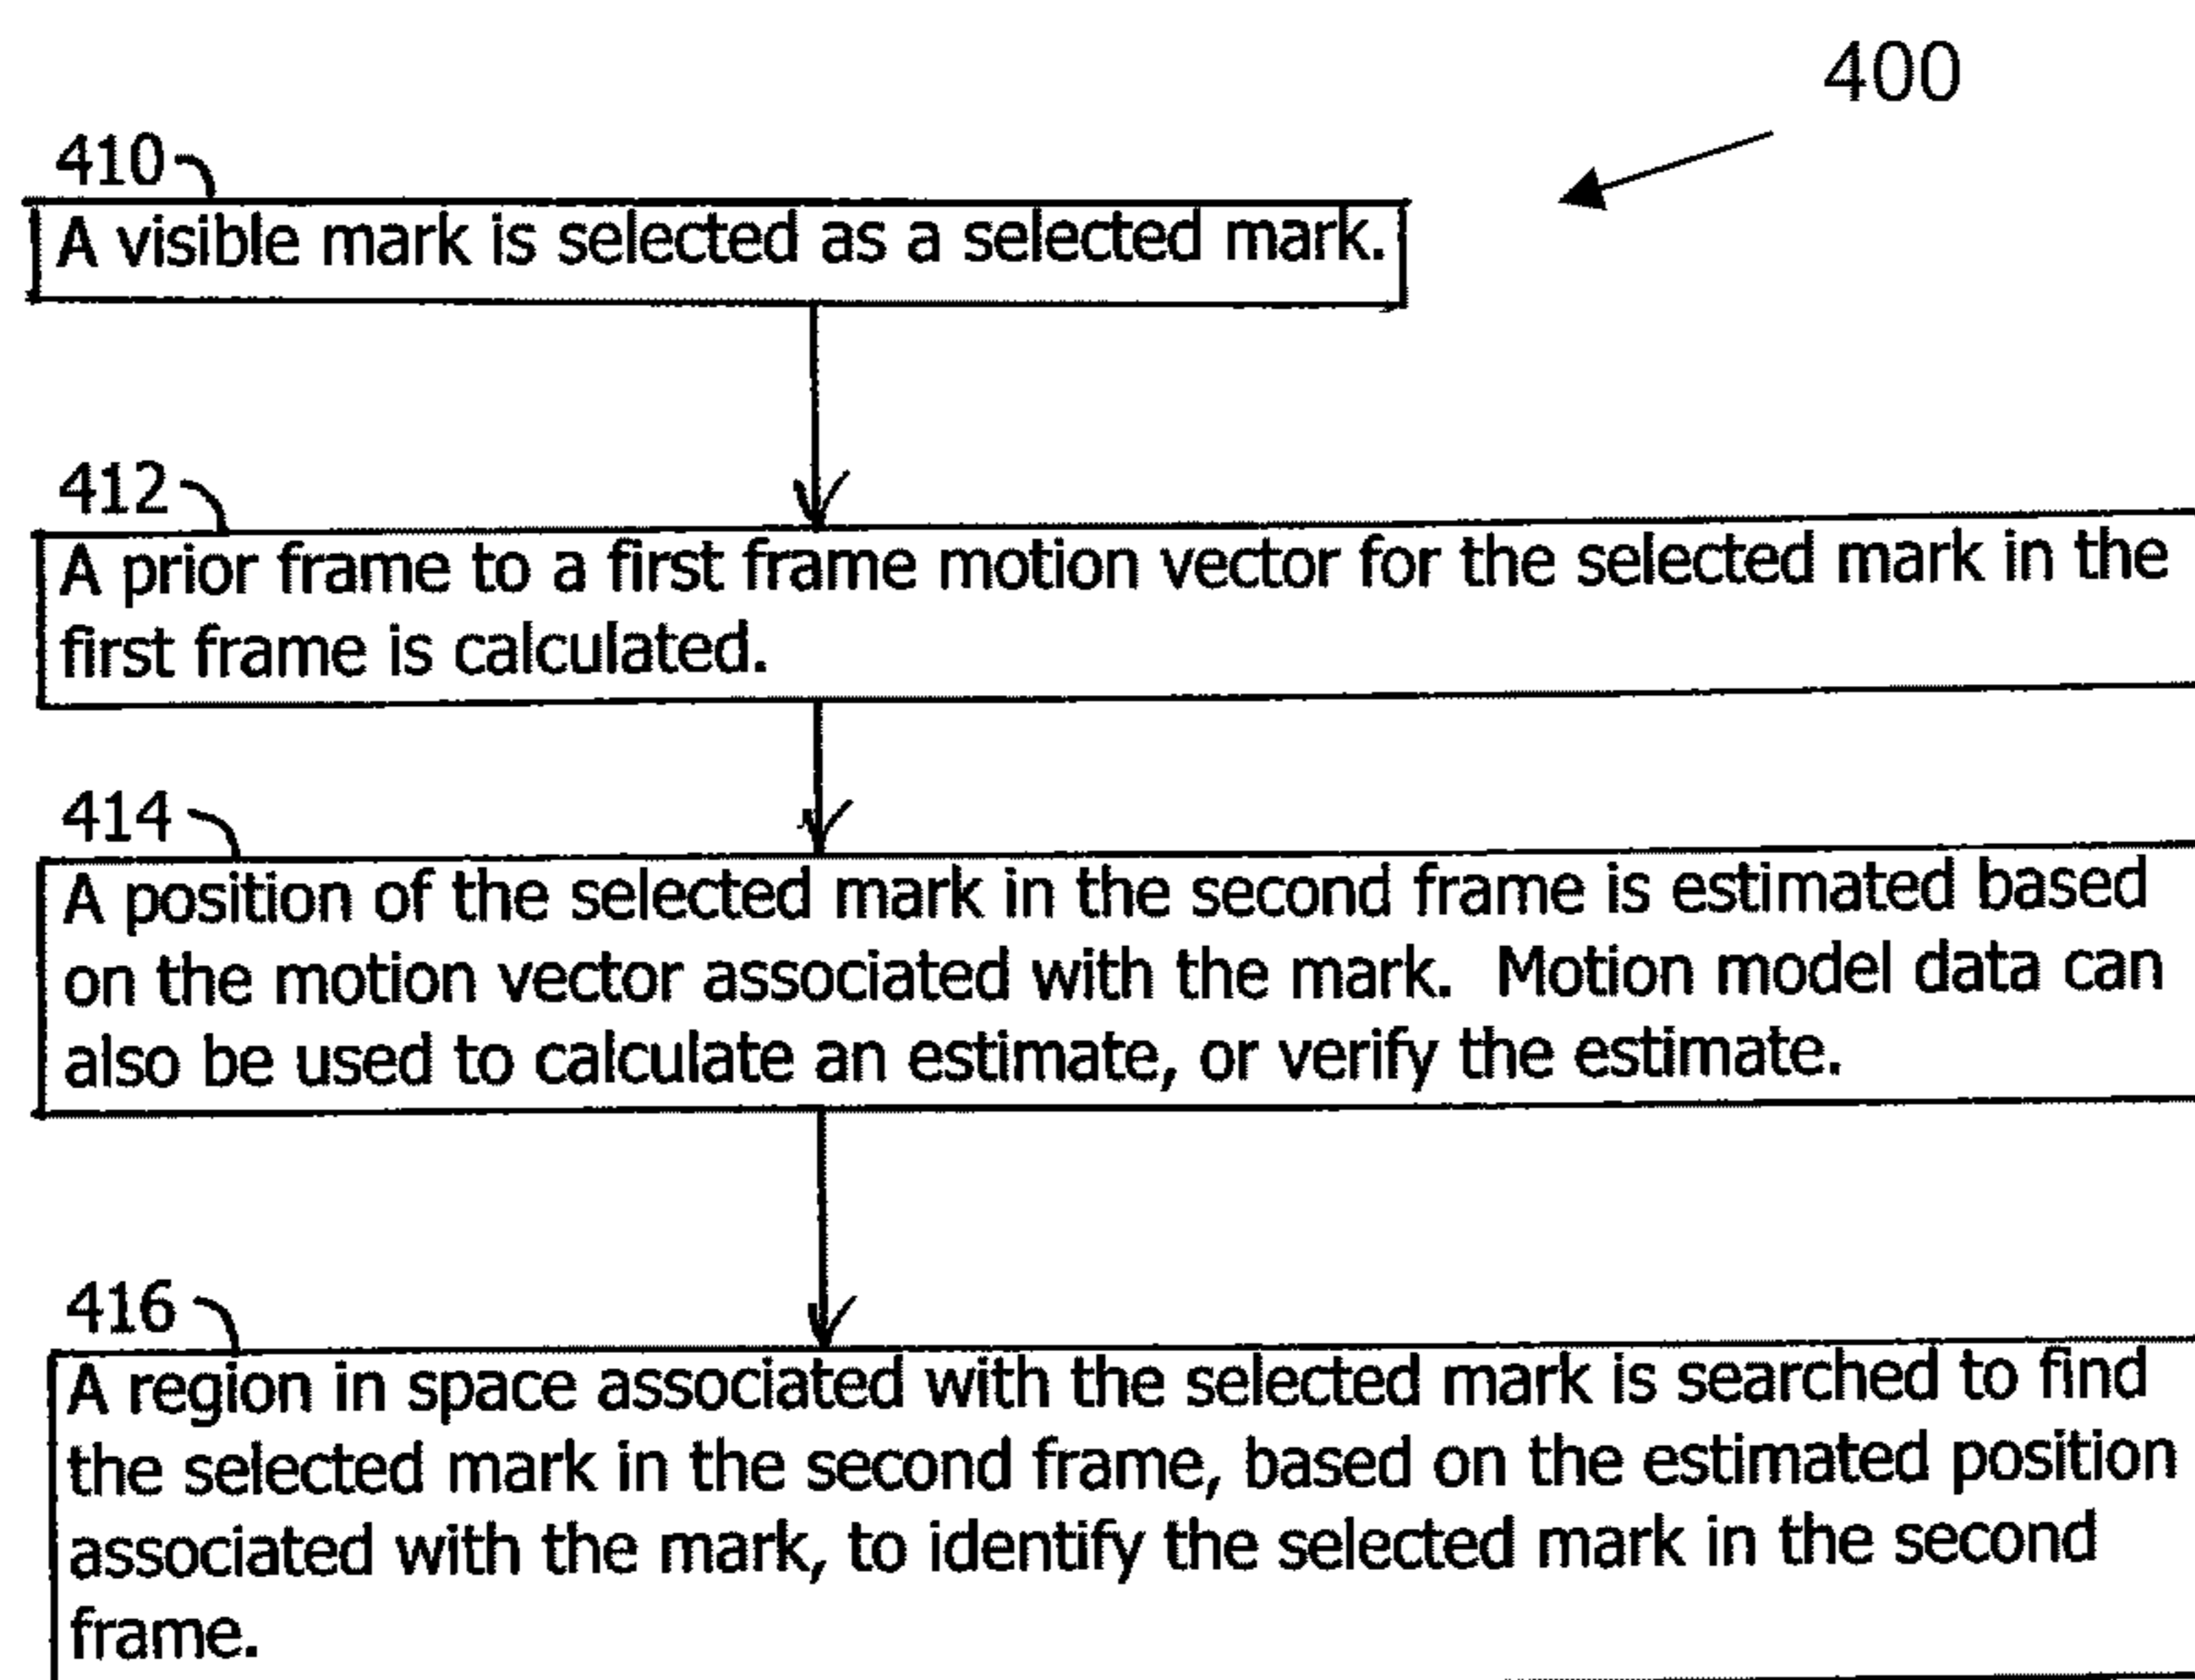 400
410
A visible mark is selected as a selected mark.
412
A prior frame to a first frame motion vector for the selected mark in the
first frame is calculated.
414
A position of the selected mark in the second frame is estimated based
on the motion vector associated with the mark.  Motion model data can
also be used to calculate an estimate, or verify the estimate.
416
A region in space associated with the selected mark is searched to find
the selected mark in the second frame, based on the estimated position
associated with the mark, to identify the selected mark in the second
frame.